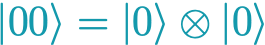 |00⟩ = |0⟩ ⊗ |0⟩